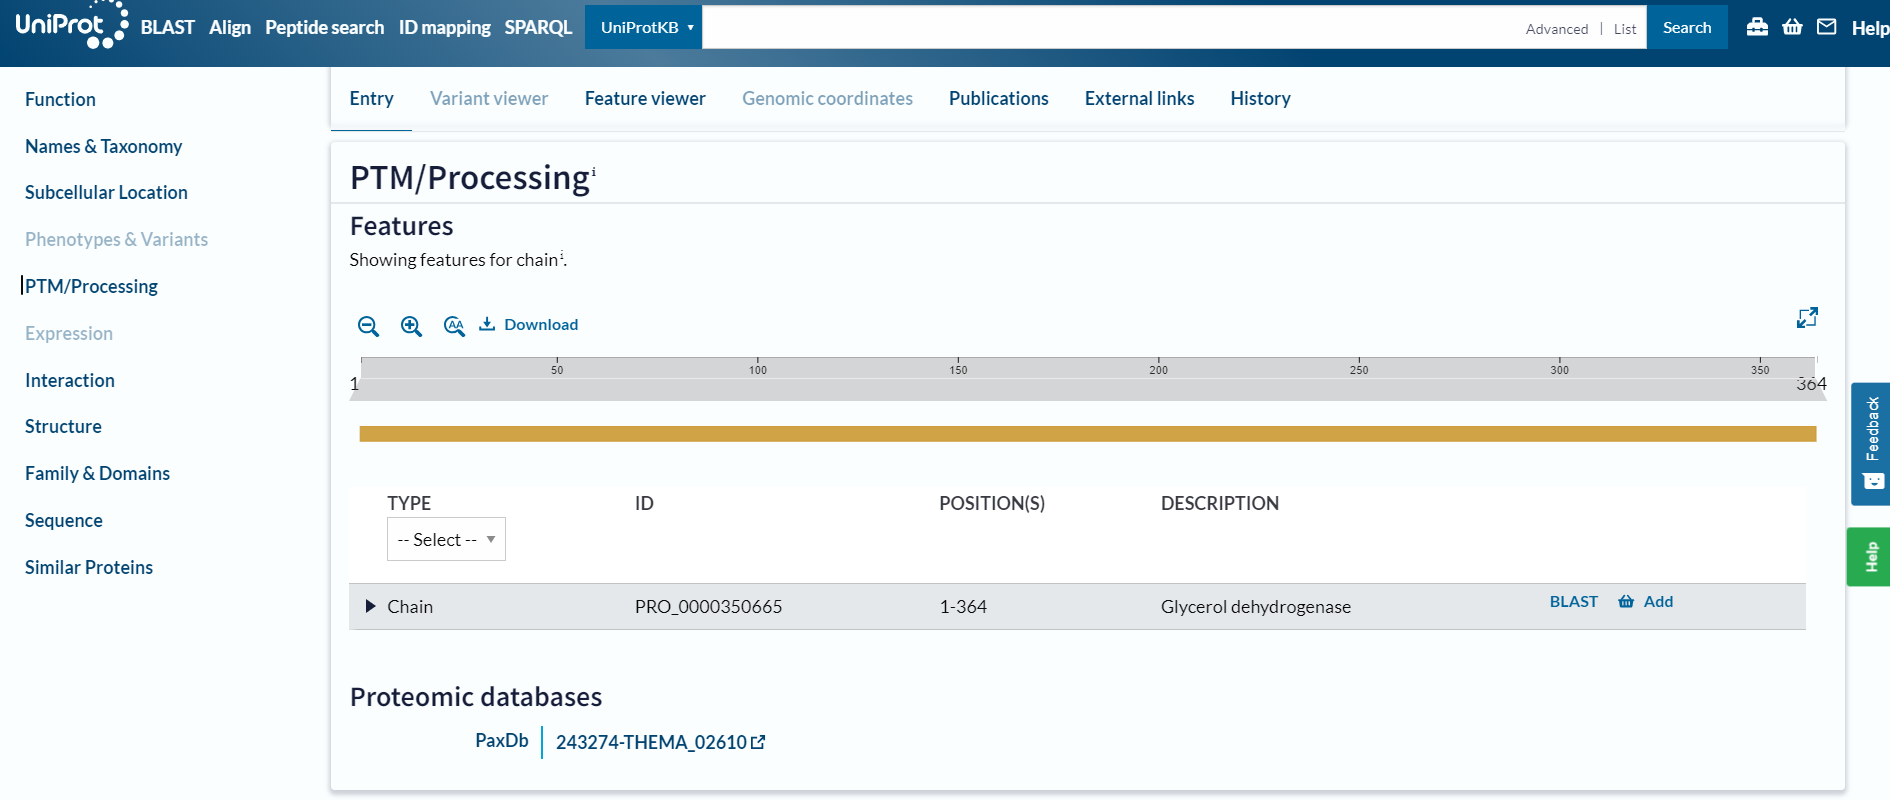 UniProt BLAST Align Peptide search ID mapping SPARQL UniProtKB Advanced | List Search Help
Function
Names & Taxonomy
Subcellular Location
Phenotypes & Variants
PTM/Processing
Expression
Interaction
Structure
Family & Domains
Sequence
Similar Proteins
Entry Variant viewer Feature viewer Genomic coordinates Publications External links History
PTM/Processing i
Features
Showing features for chain i.
AA Download
50 100 150 200 250 300 350
1 364
TYPE ID POSITION(S) DESCRIPTION
-- Select --
Chain PRO_0000350665 1-364 Glycerol dehydrogenase BLAST Add
Proteomic databases
PaxDb 243274-THEMA_02610
Feedback
Help